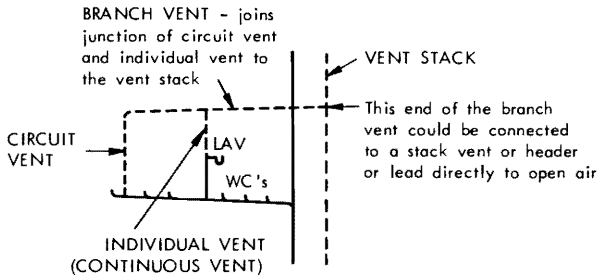 BRANCH VENT - joins
junction of circuit vent
and individual vent to
the vent stack
VENT STACK
This end of the branch
vent could be connected
to a stack vent or header
or lead directly to open air
CIRCUIT
VENT
LAV
WC's
INDIVIDUAL VENT
(CONTINUOUS VENT)